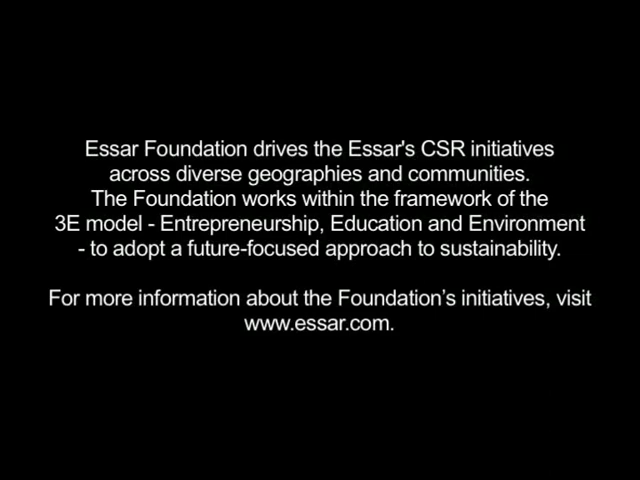 Essar Foundation drives the Essar's CSR initiatives
across diverse geographies and communities.
The Foundation works within the framework of the
3E model - Entrepreneurship, Education and Environment
- to adopt a future-focused approach to sustainability.
For more information about the Foundation’s initiatives, visit
www.essar.com.